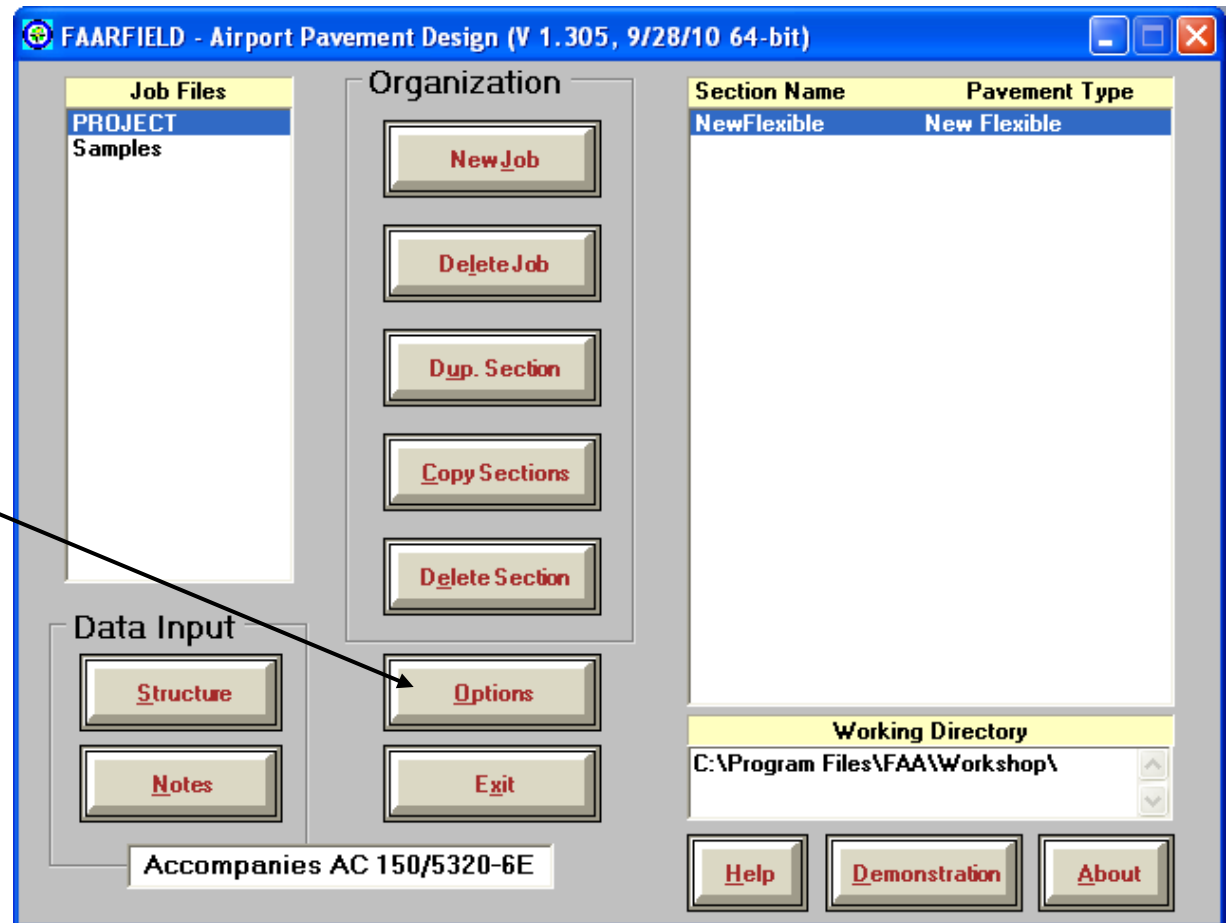 FAARFIELD - Airport Pavement Design (V 1.305, 9/28/10 64-bit)
Job Files
PROJECT
Samples
Organization
New Job
Delete Job
Dup. Section
Copy Sections
Delete Section
Section Name Pavement Type
NewFlexible New Flexible
Data Input
Structure
Notes
Options
Exit
Working Directory
C:\Program Files\FAA\Workshop\
Accompanies AC 150/5320-6E
Help
Demonstration
About